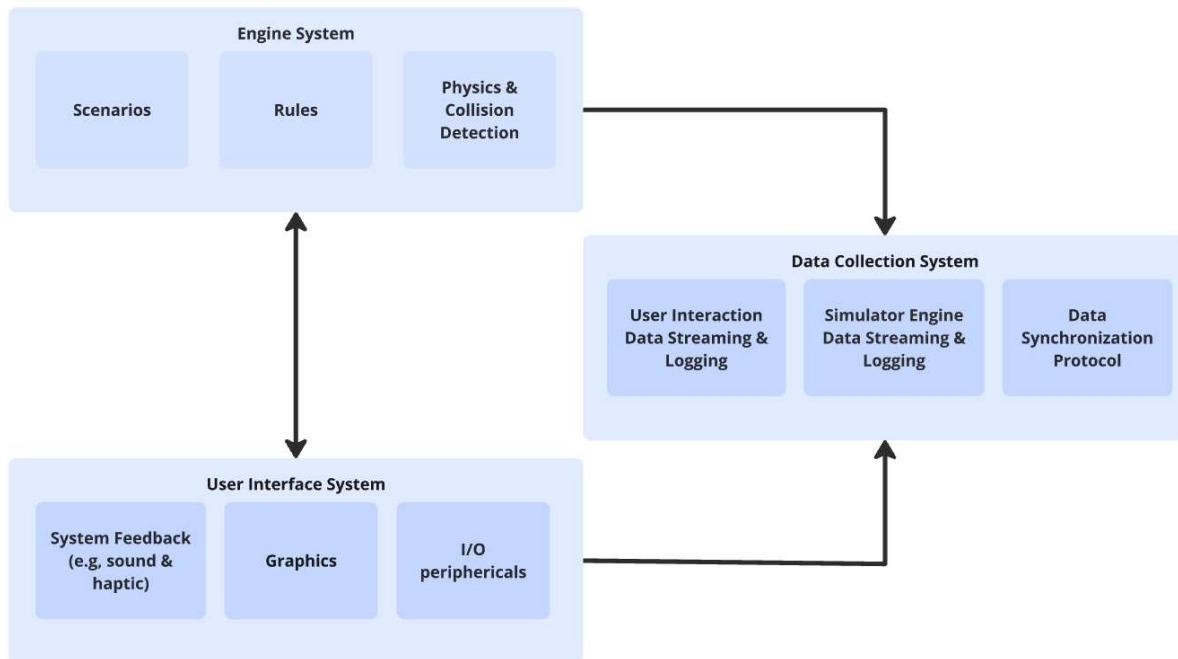 Engine System
Scenarios
Rules
Physics &
Collision
Detection
Data Collection System
User Interaction
Data Streaming &
Logging
Simulator Engine
Data Streaming &
Logging
Data
Synchronization
Protocol
User Interface System
System Feedback
(e.g, sound &
haptic)
Graphics
I/O
periphericals